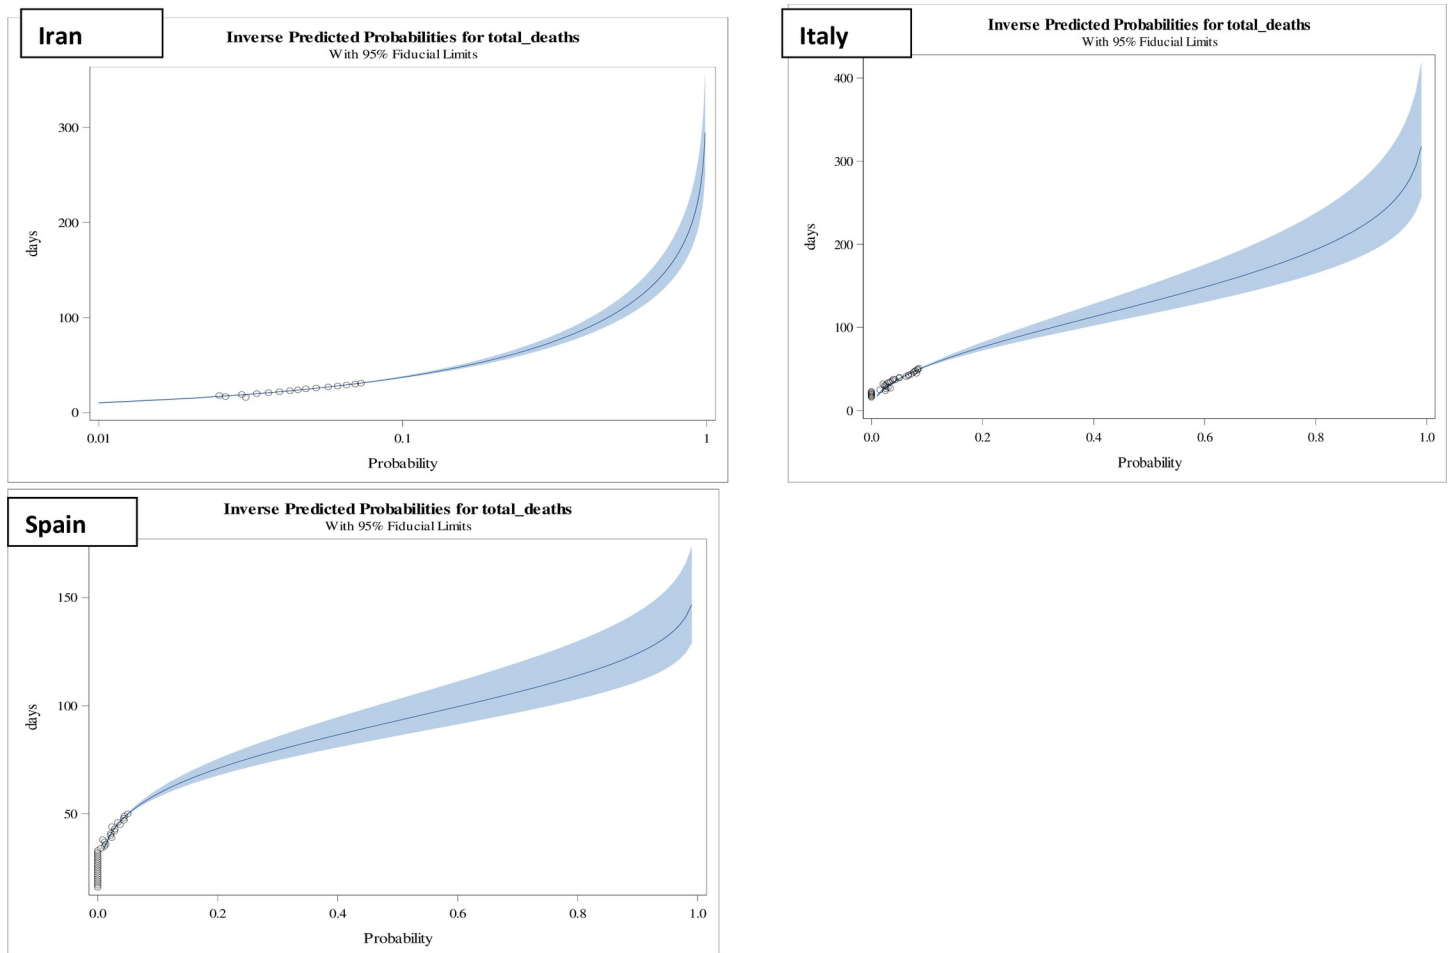 Iran
Inverse Predicted Probabilities for total_deaths
With 95% Fiducial Limits
300
200
100
0
days
0.01
0.1
1
Probability
Italy
Inverse Predicted Probabilities for total_deaths
With 95% Fiducial Limits
400
300
200
100
0
days
0.0
0.2
0.4
0.6
0.8
1.0
Probability
Spain
Inverse Predicted Probabilities for total_deaths
With 95% Fiducial Limits
150
100
50
days
0.0
0.2
0.4
0.6
0.8
1.0
Probability